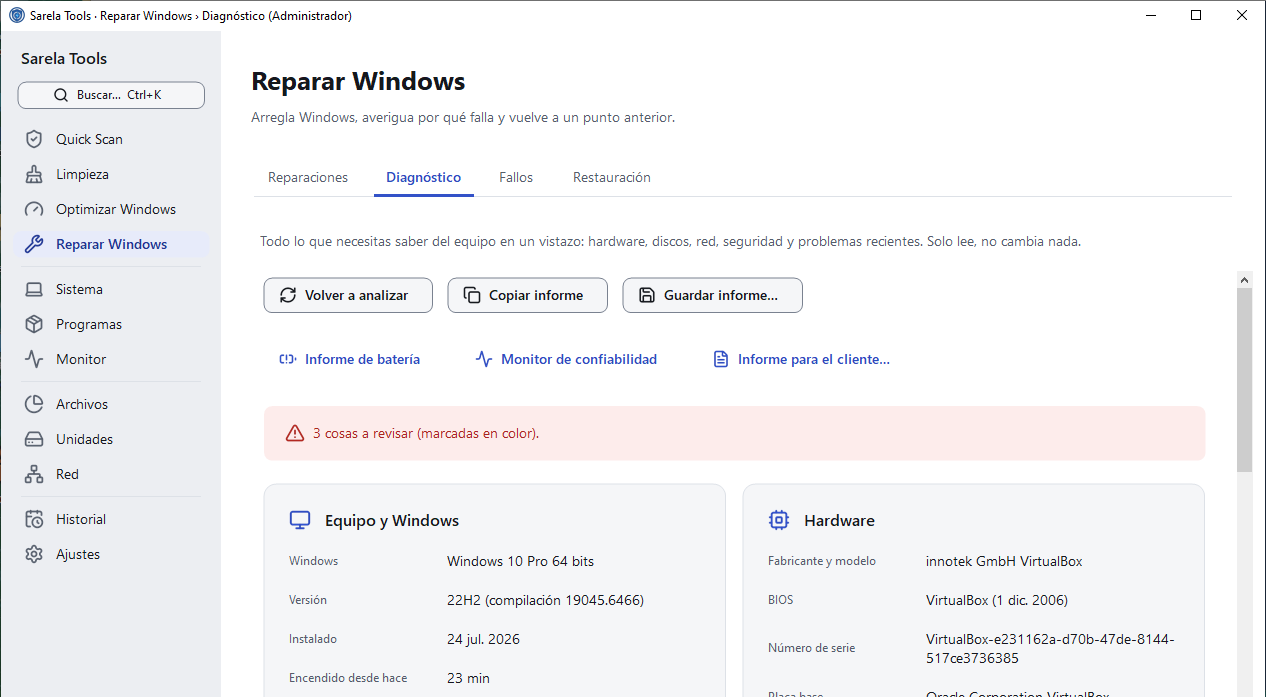 Sarela Tools · Reparar Windows › Diagnóstico (Administrador)
Sarela Tools
Buscar... Ctrl+K
Quick Scan
Limpieza
Optimizar Windows
Reparar Windows
Sistema
Programas
Monitor
Archivos
Unidades
Red
Historial
Ajustes
Reparar Windows
Arregla Windows, averigua por qué falla y vuelve a un punto anterior.
Reparaciones
Diagnóstico
Fallos
Restauración
Todo lo que necesitas saber del equipo en un vistazo: hardware, discos, red, seguridad y problemas recientes. Solo lee, no cambia nada.
Volver a analizar
Copiar informe
Guardar informe...
Informe de batería
Monitor de confiabilidad
Informe para el cliente...
3 cosas a revisar (marcadas en color).
Equipo y Windows
Windows
Windows 10 Pro 64 bits
Versión
22H2 (compilación 19045.6466)
Instalado
24 jul. 2026
Encendido desde hace
23 min
Hardware
Fabricante y modelo
innotek GmbH VirtualBox
BIOS
VirtualBox (1 dic. 2006)
Número de serie
VirtualBox-e231162a-d70b-47de-8144-
517ce3736385
Placa base
Oracle Corporation VirtualBox